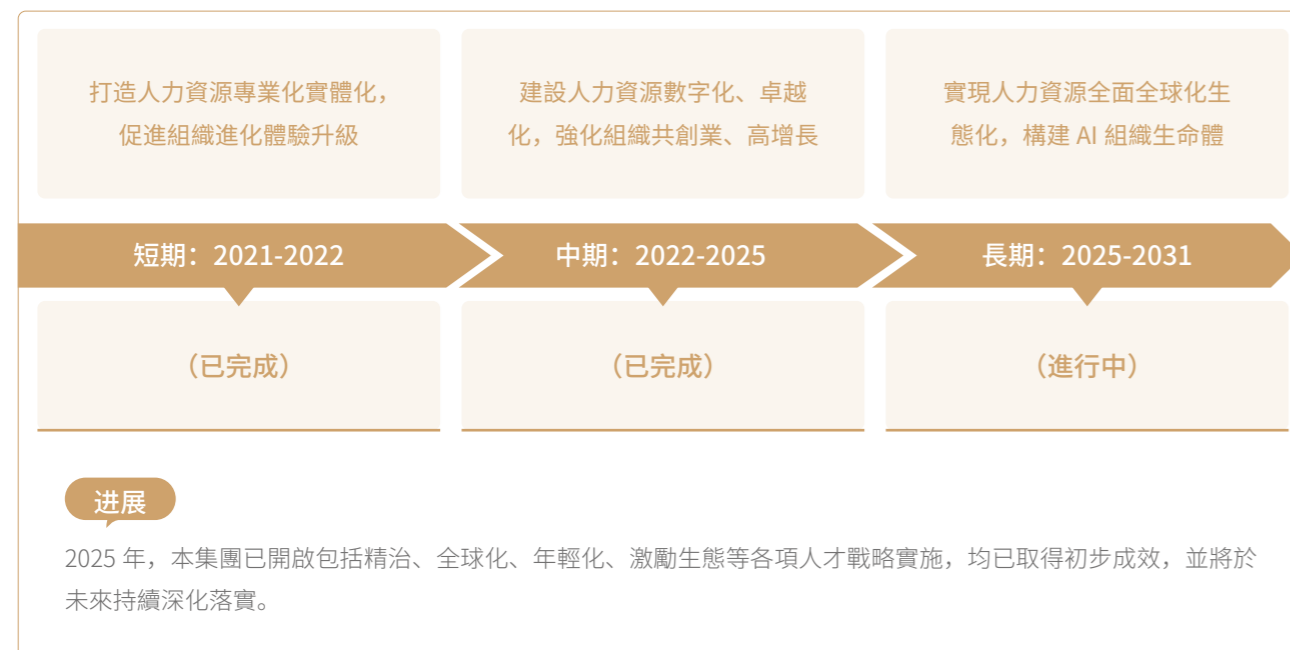 打造人力資源專業化實體化，
促進組織進化體驗升級
建設人力資源數字化、卓越
化，強化組織共創業、高增長
實現人力資源全面全球化生
態化，構建 AI 組織生命體
短期：2021-2022
中期：2022-2025
長期：2025-2031
（已完成）
（已完成）
（進行中）
进展
2025 年，本集團已開啟包括精治、全球化、年輕化、激勵生態等各項人才戰略實施，均已取得初步成效，並將於
未來持續深化落實。